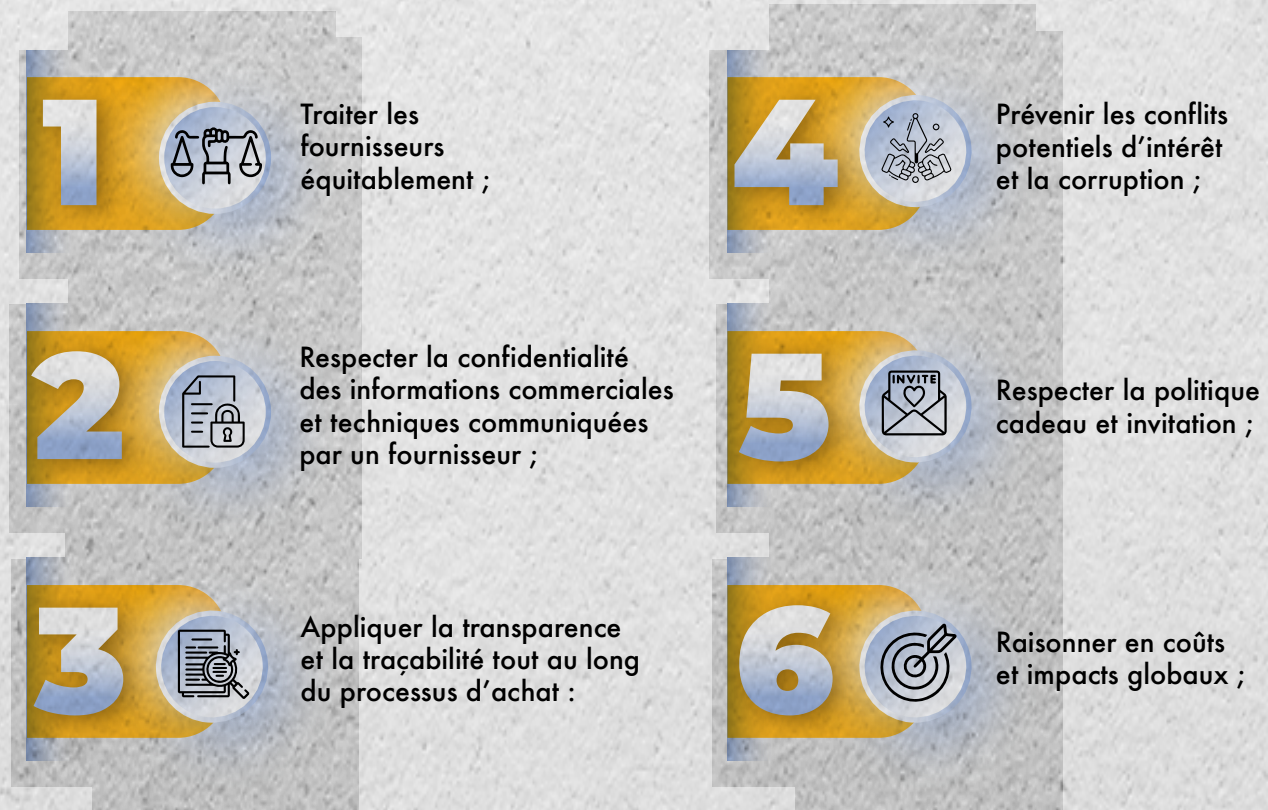 1
Traiter les
fournisseurs
équitablement ;
2
Respecter la confidentialité
des informations commerciales
et techniques communiquées
par un fournisseur ;
3
Appliquer la transparence
et la traçabilité tout au long
du processus d’achat :
4
Prévenir les conflits
potentiels d’intérêt
et la corruption ;
5
INVITE
Respecter la politique
cadeau et invitation ;
6
Raisonner en coûts
et impacts globaux ;